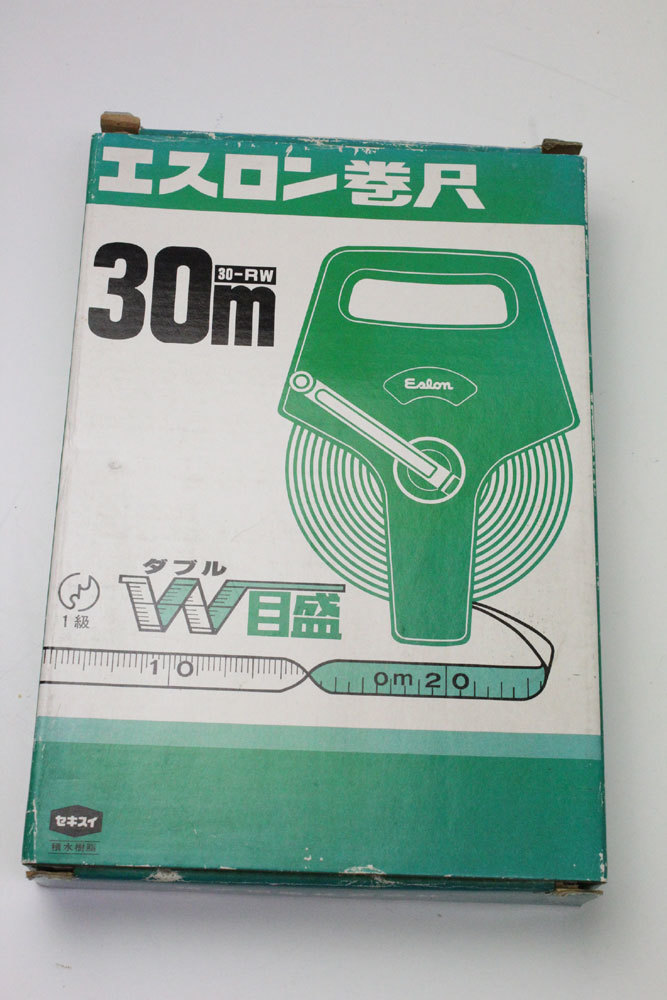 エスロン巻尺
30m
30-RW
Eslon
ダブル
W目盛
1級
10
0m20
セキスイ
積水樹脂